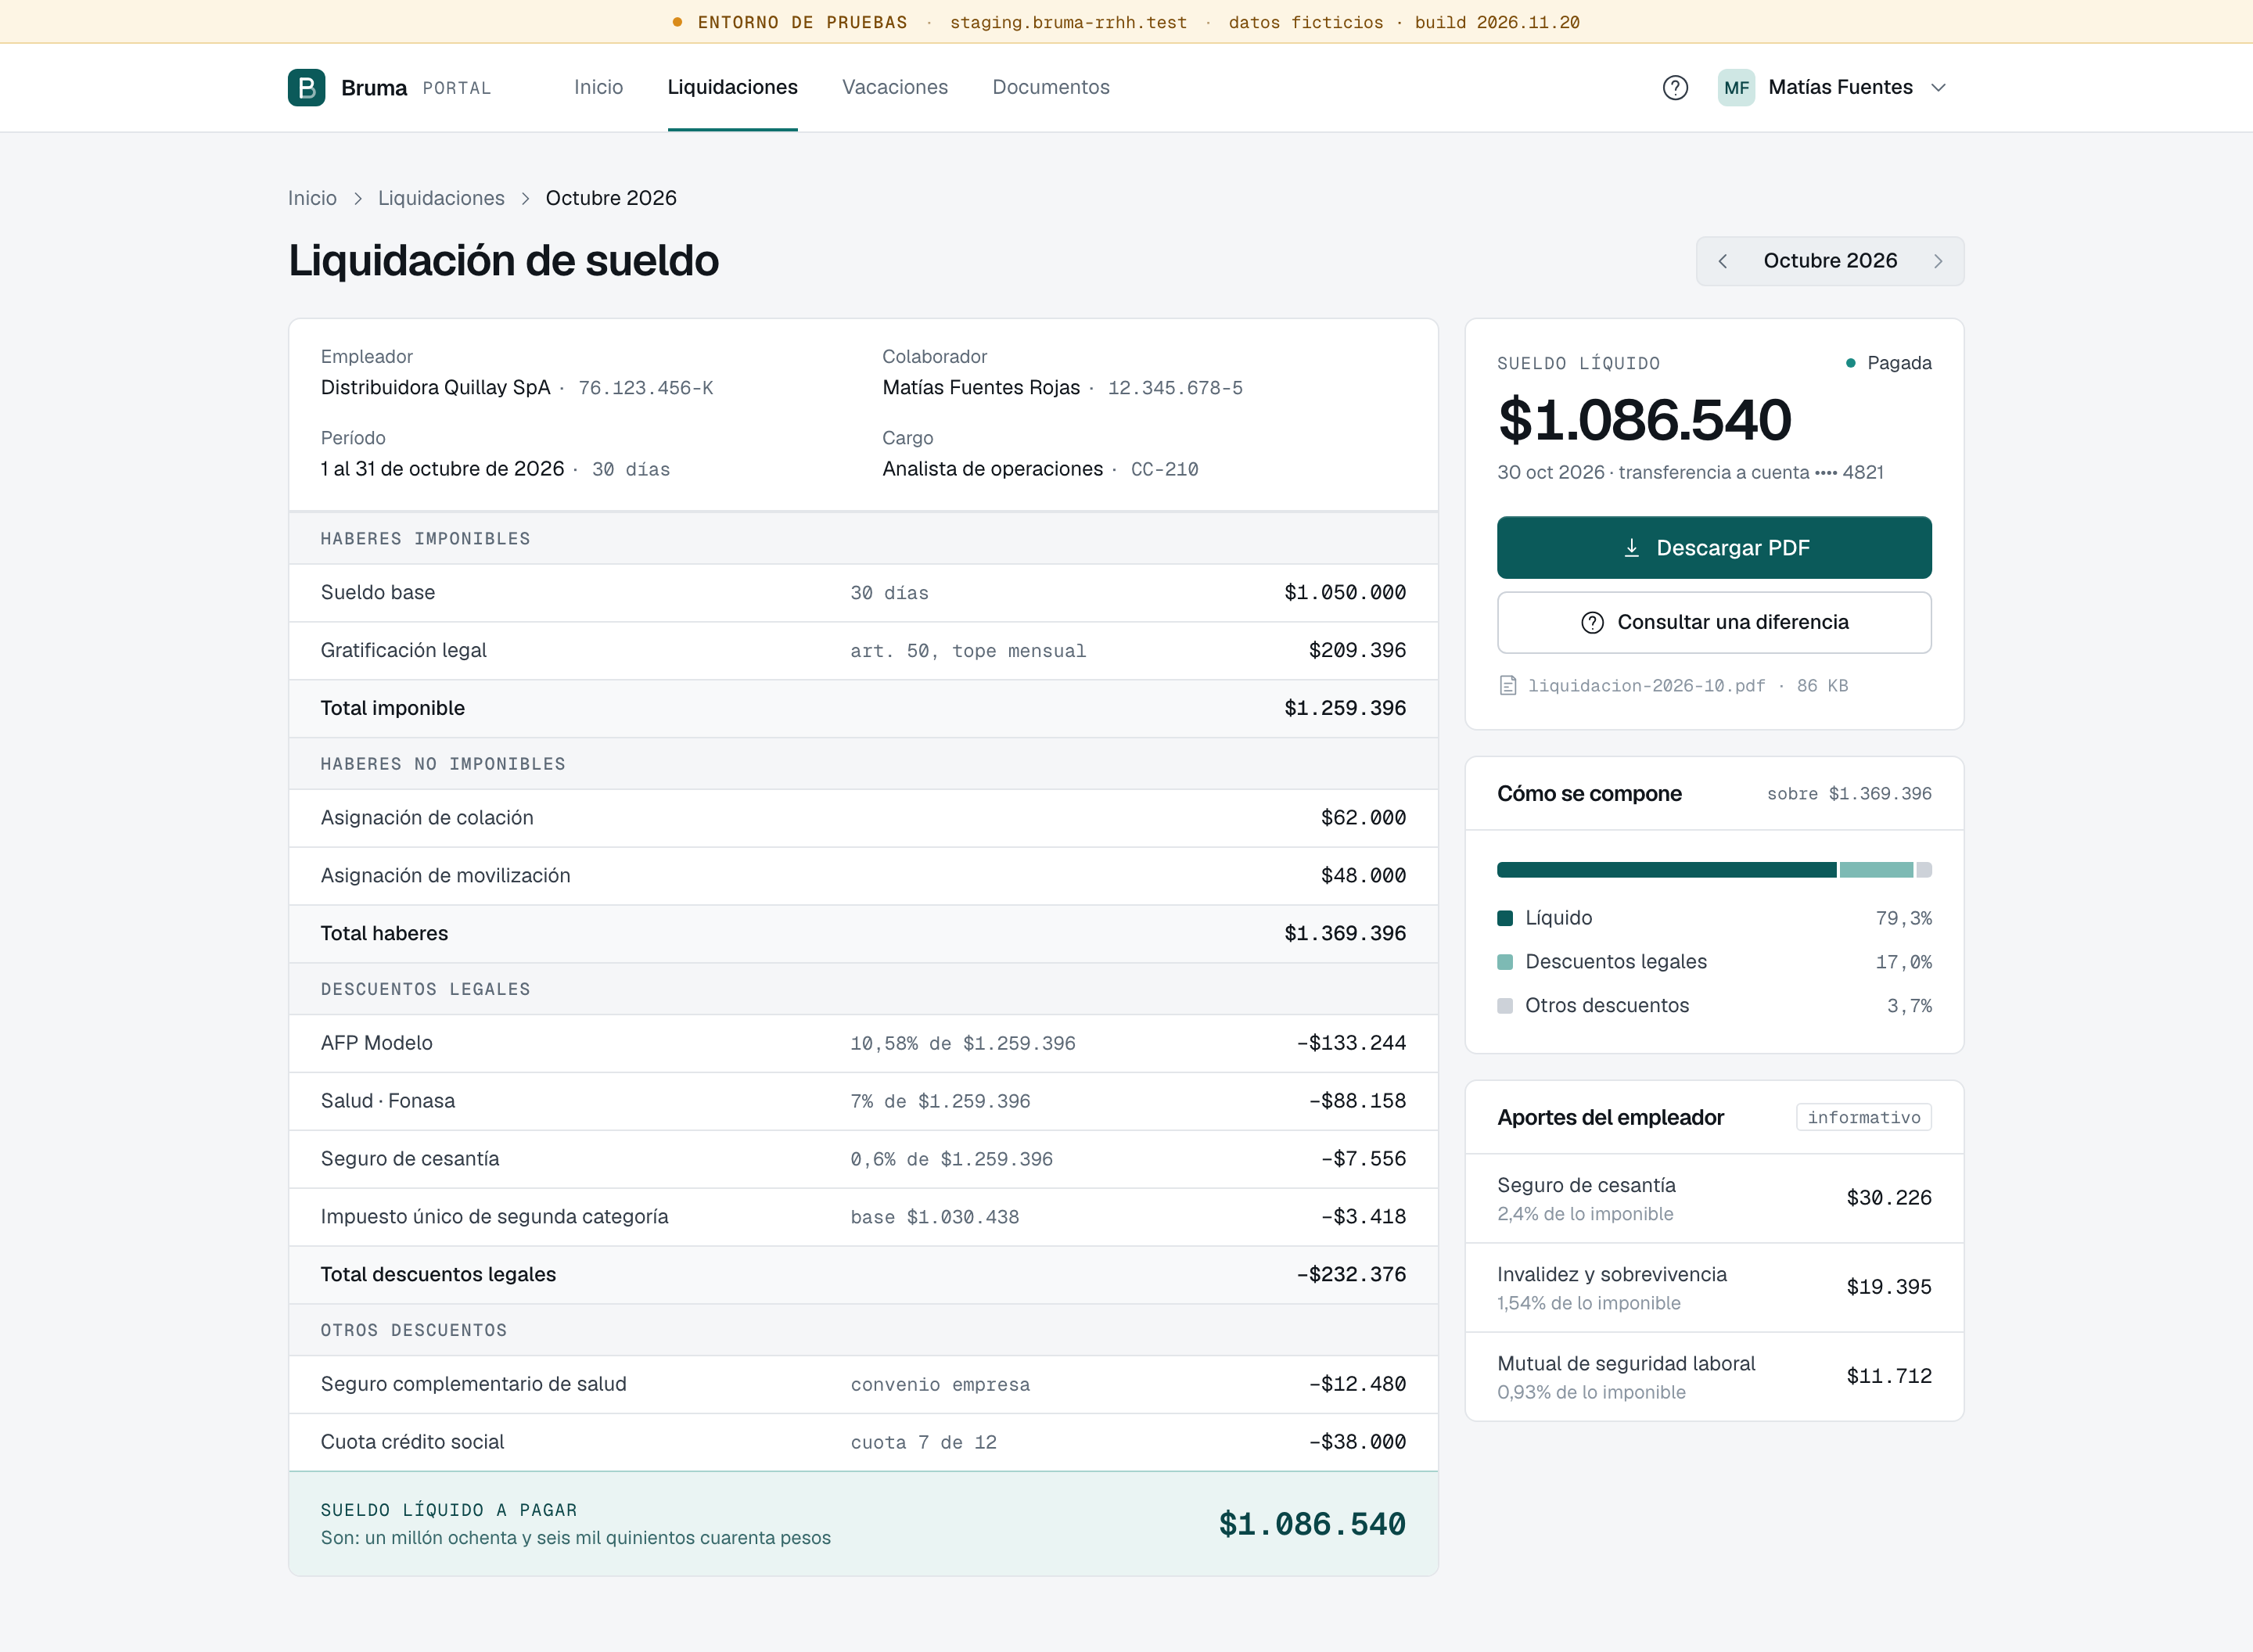 ENTORNO DE PRUEBAS · staging.bruma-rrhh.test · datos ficticios · build 2026.11.20
B Bruma PORTAL Inicio Liquidaciones Vacaciones Documentos MF Matías Fuentes
Inicio > Liquidaciones > Octubre 2026
Liquidación de sueldo
Octubre 2026
Empleador
Distribuidora Quillay SpA · 76.123.456-K
Colaborador
Matías Fuentes Rojas · 12.345.678-5
Período
1 al 31 de octubre de 2026 · 30 días
Cargo
Analista de operaciones · CC-210
HABERES IMPONIBLES
Sueldo base 30 días $1.050.000
Gratificación legal art. 50, tope mensual $209.396
Total imponible $1.259.396
HABERES NO IMPONIBLES
Asignación de colación $62.000
Asignación de movilización $48.000
Total haberes $1.369.396
DESCUENTOS LEGALES
AFP Modelo 10,58% de $1.259.396 −$133.244
Salud · Fonasa 7% de $1.259.396 −$88.158
Seguro de cesantía 0,6% de $1.259.396 −$7.556
Impuesto único de segunda categoría base $1.030.438 −$3.418
Total descuentos legales −$232.376
OTROS DESCUENTOS
Seguro complementario de salud convenio empresa −$12.480
Cuota crédito social cuota 7 de 12 −$38.000
SUELDO LÍQUIDO A PAGAR
Son: un millón ochenta y seis mil quinientos cuarenta pesos
$1.086.540
SUELDO LÍQUIDO Pagada
$1.086.540
30 oct 2026 · transferencia a cuenta •••• 4821
Descargar PDF
Consultar una diferencia
liquidacion-2026-10.pdf · 86 KB
Cómo se compone sobre $1.369.396
Líquido 79,3%
Descuentos legales 17,0%
Otros descuentos 3,7%
Aportes del empleador informativo
Seguro de cesantía
2,4% de lo imponible
$30.226
Invalidez y sobrevivencia
1,54% de lo imponible
$19.395
Mutual de seguridad laboral
0,93% de lo imponible
$11.712